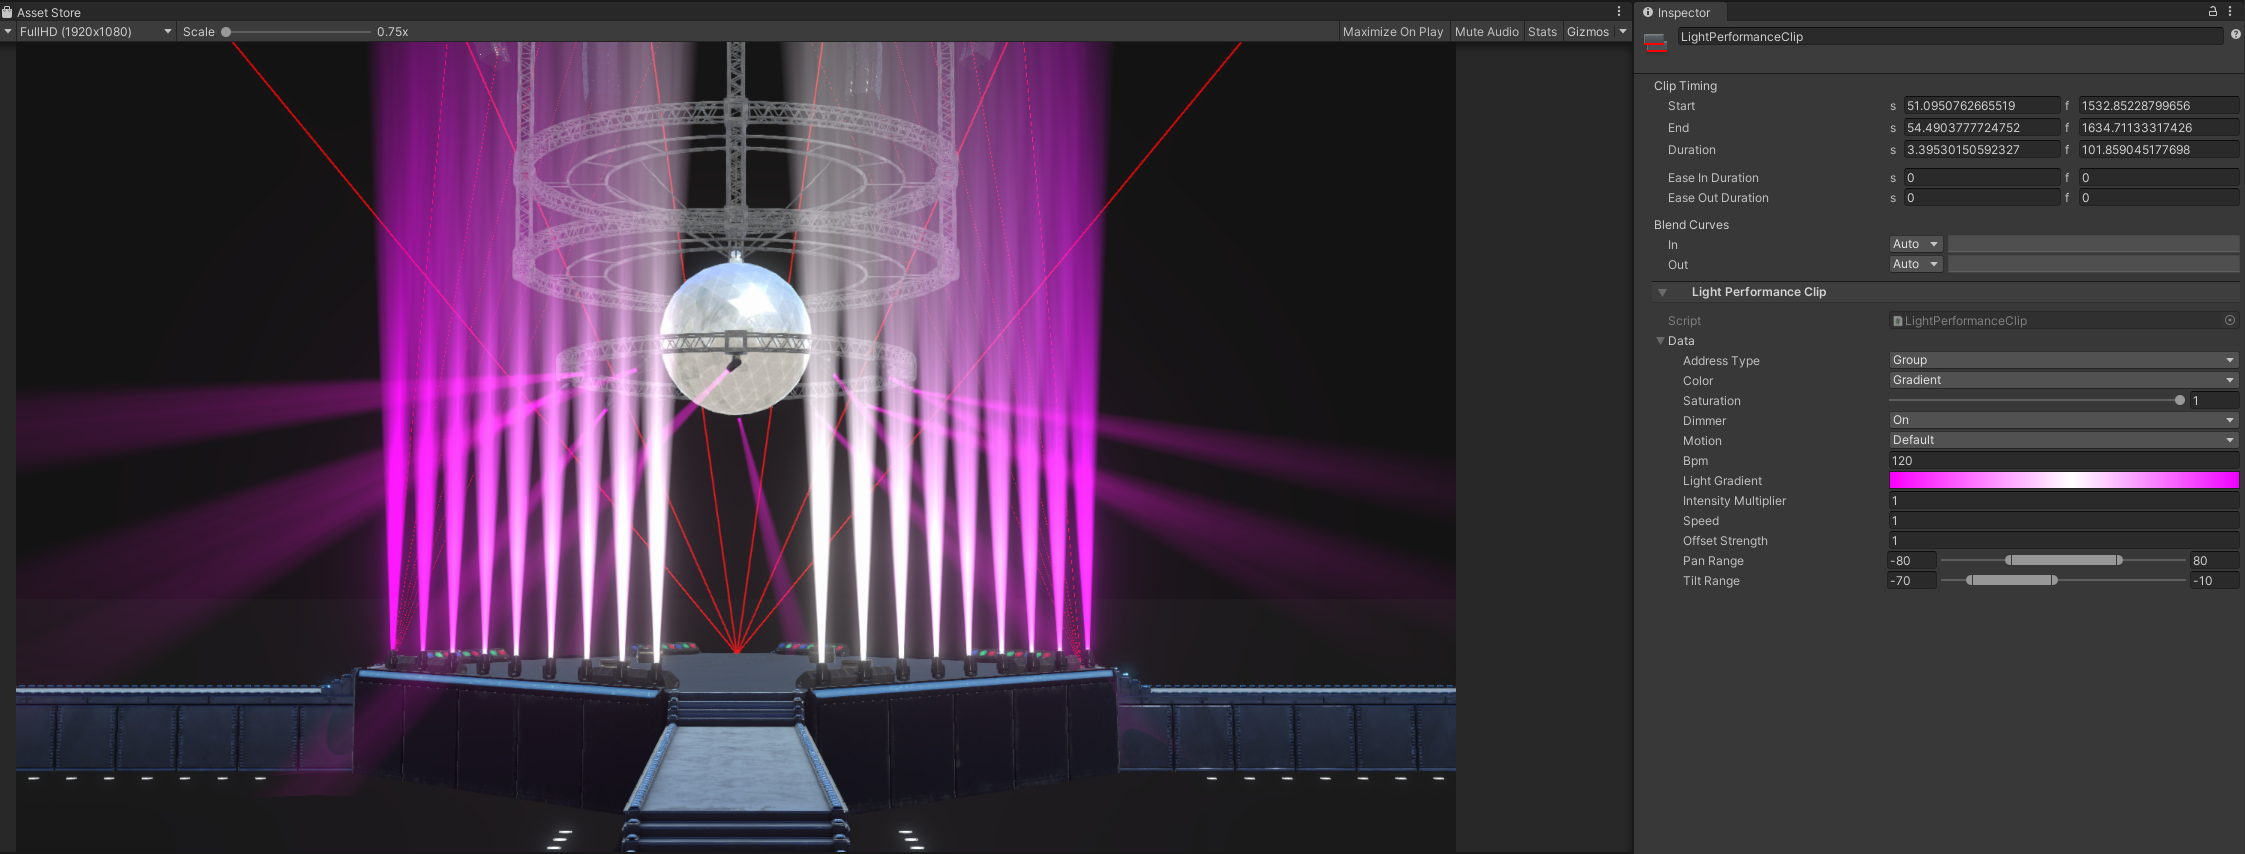 Asset Store
FullHD (1920x1080) Scale 0.75x Maximize On Play Mute Audio Stats Gizmos
Inspector
LightPerformanceClip
Clip Timing
Start s 51.0950762665519 f 1532.85228799656
End s 54.4903777724752 f 1634.71133317426
Duration s 3.39530150592327 f 101.859045177698
Ease In Duration s 0 f 0
Ease Out Duration s 0 f 0
Blend Curves
In Auto
Out Auto
Light Performance Clip
Script LightPerformanceClip
Data
Address Type Group
Color Gradient
Saturation 1
Dimmer On
Motion Default
Bpm 120
Light Gradient
Intensity Multiplier 1
Speed 1
Offset Strength 1
Pan Range -80 80
Tilt Range -70 -10